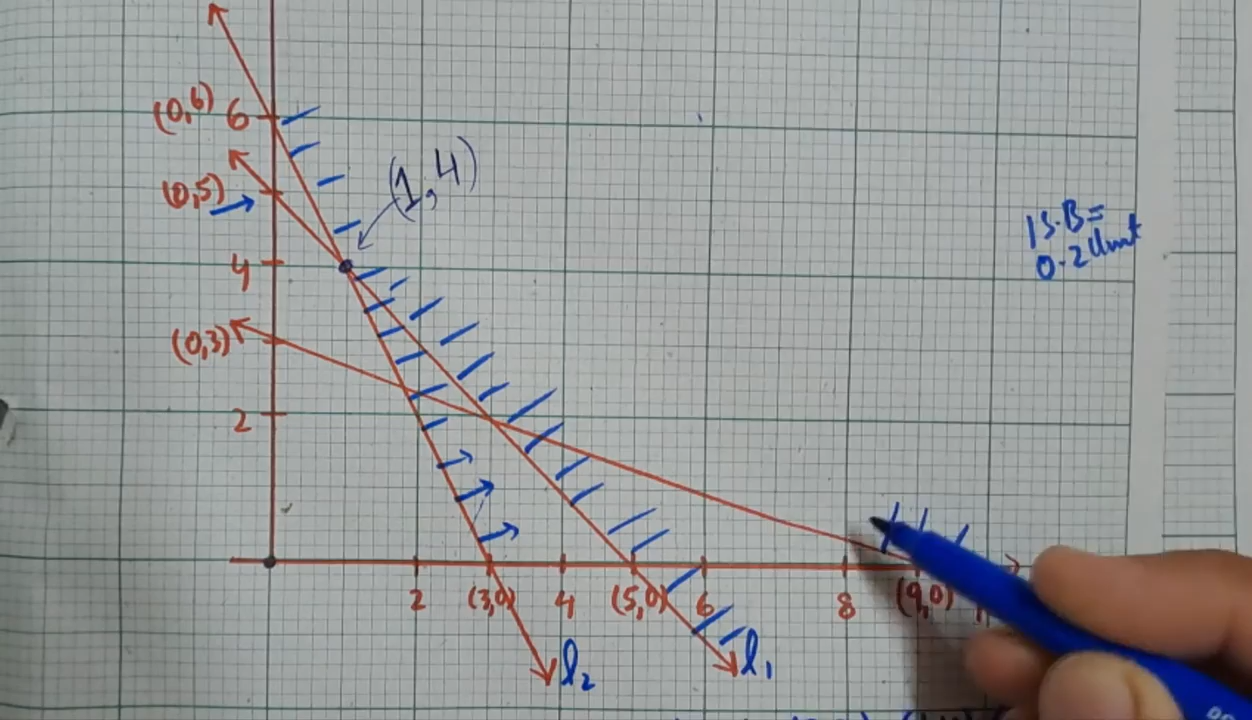 (0,6) 6
(0,5)
(1,4)
4
(0,3)
2
1 S.B =
0.2 Unit
2 (3,0) 4 (5,0) 6 8 (9,0)
l₂ l₁